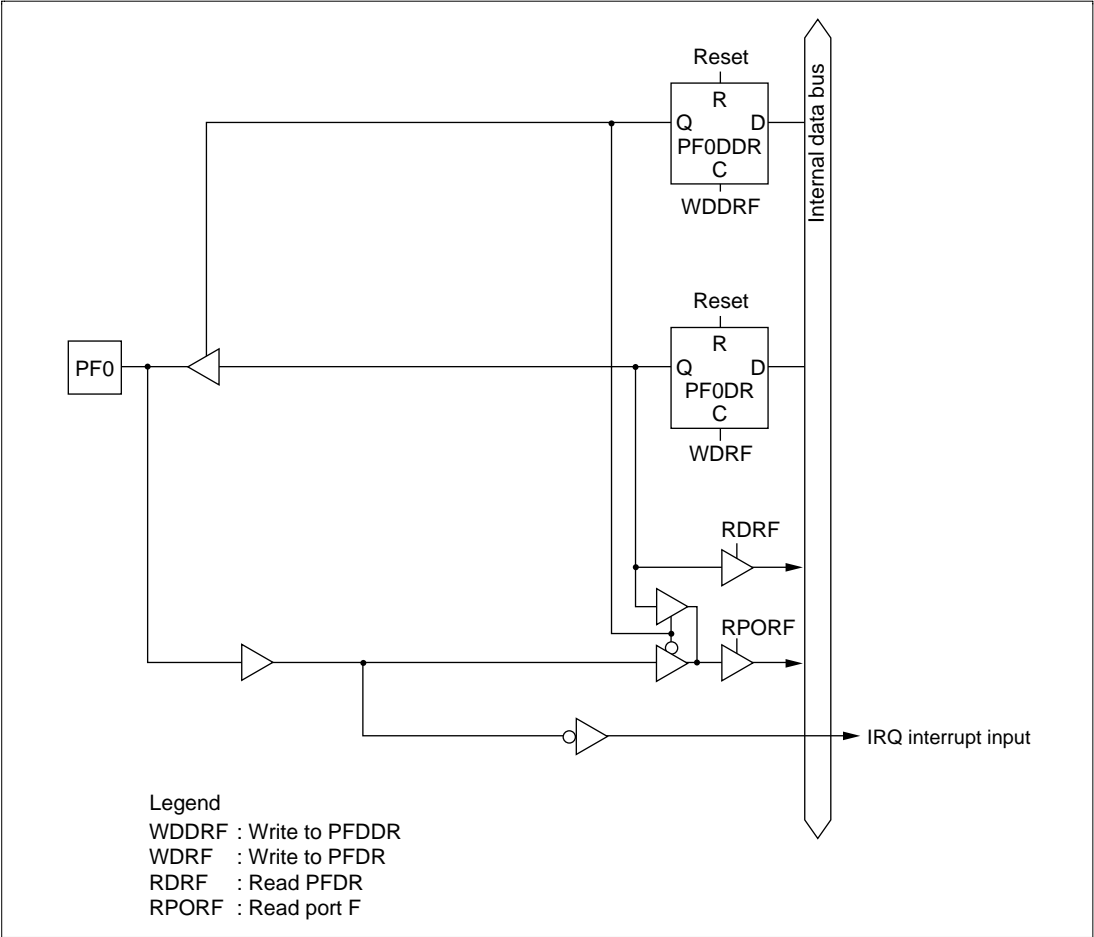 Reset
R
Q D
PF0DDR
C
WDDRF
Internal data bus
Reset
R
PF0
Q D
PF0DR
C
WDRF
RDRF
RPORF
IRQ interrupt input
Legend
WDDRF : Write to PFDDR
WDRF : Write to PFDR
RDRF : Read PFDR
RPORF : Read port F